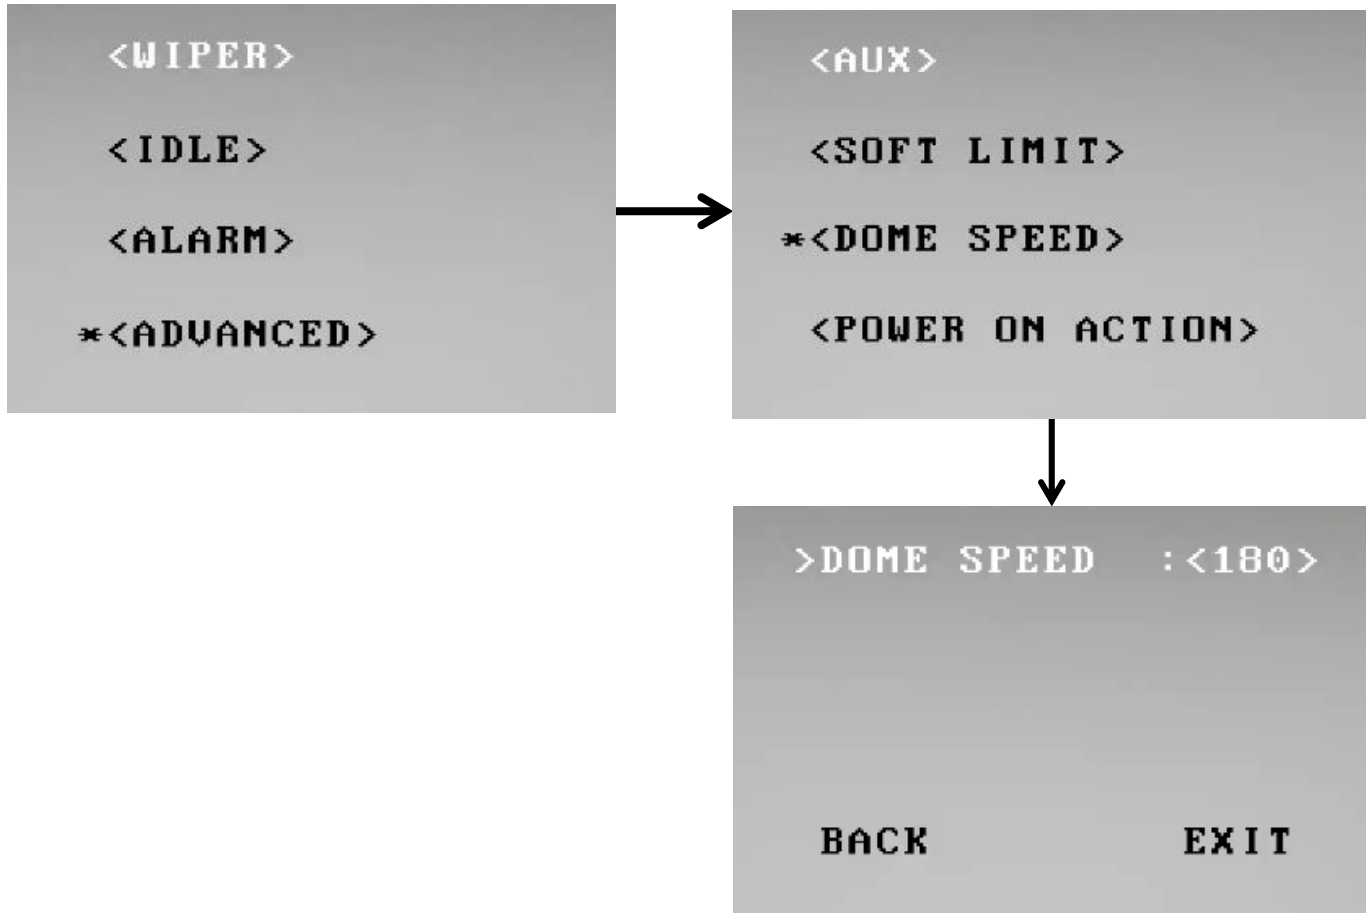 <WIPER>
<IDLE>
<ALARM>
*<ADVANCED>
<AUX>
<SOFT LIMIT>
*<DOME SPEED>
<POWER ON ACTION>
>DOME SPEED :<180>
BACK EXIT